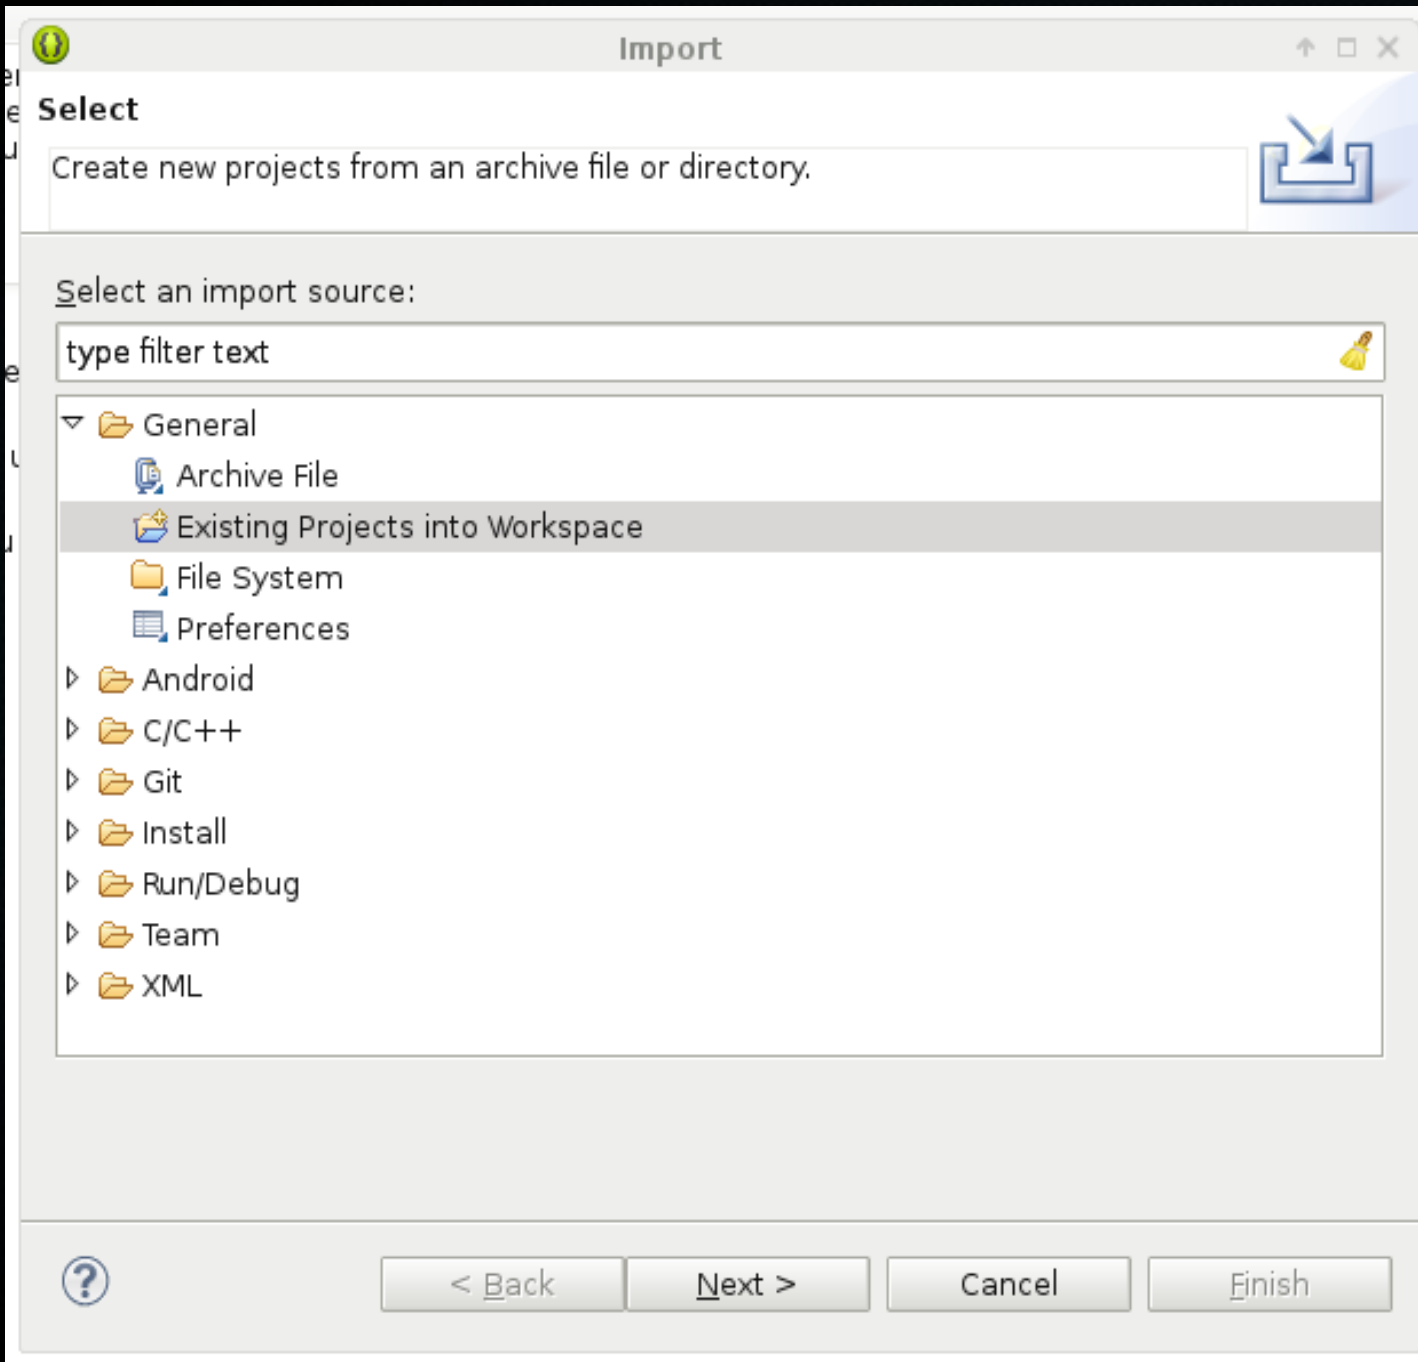 Import
Select
Create new projects from an archive file or directory.
Select an import source:
type filter text
General
Archive File
Existing Projects into Workspace
File System
Preferences
Android
C/C++
Git
Install
Run/Debug
Team
XML
?
< Back
Next >
Cancel
Finish